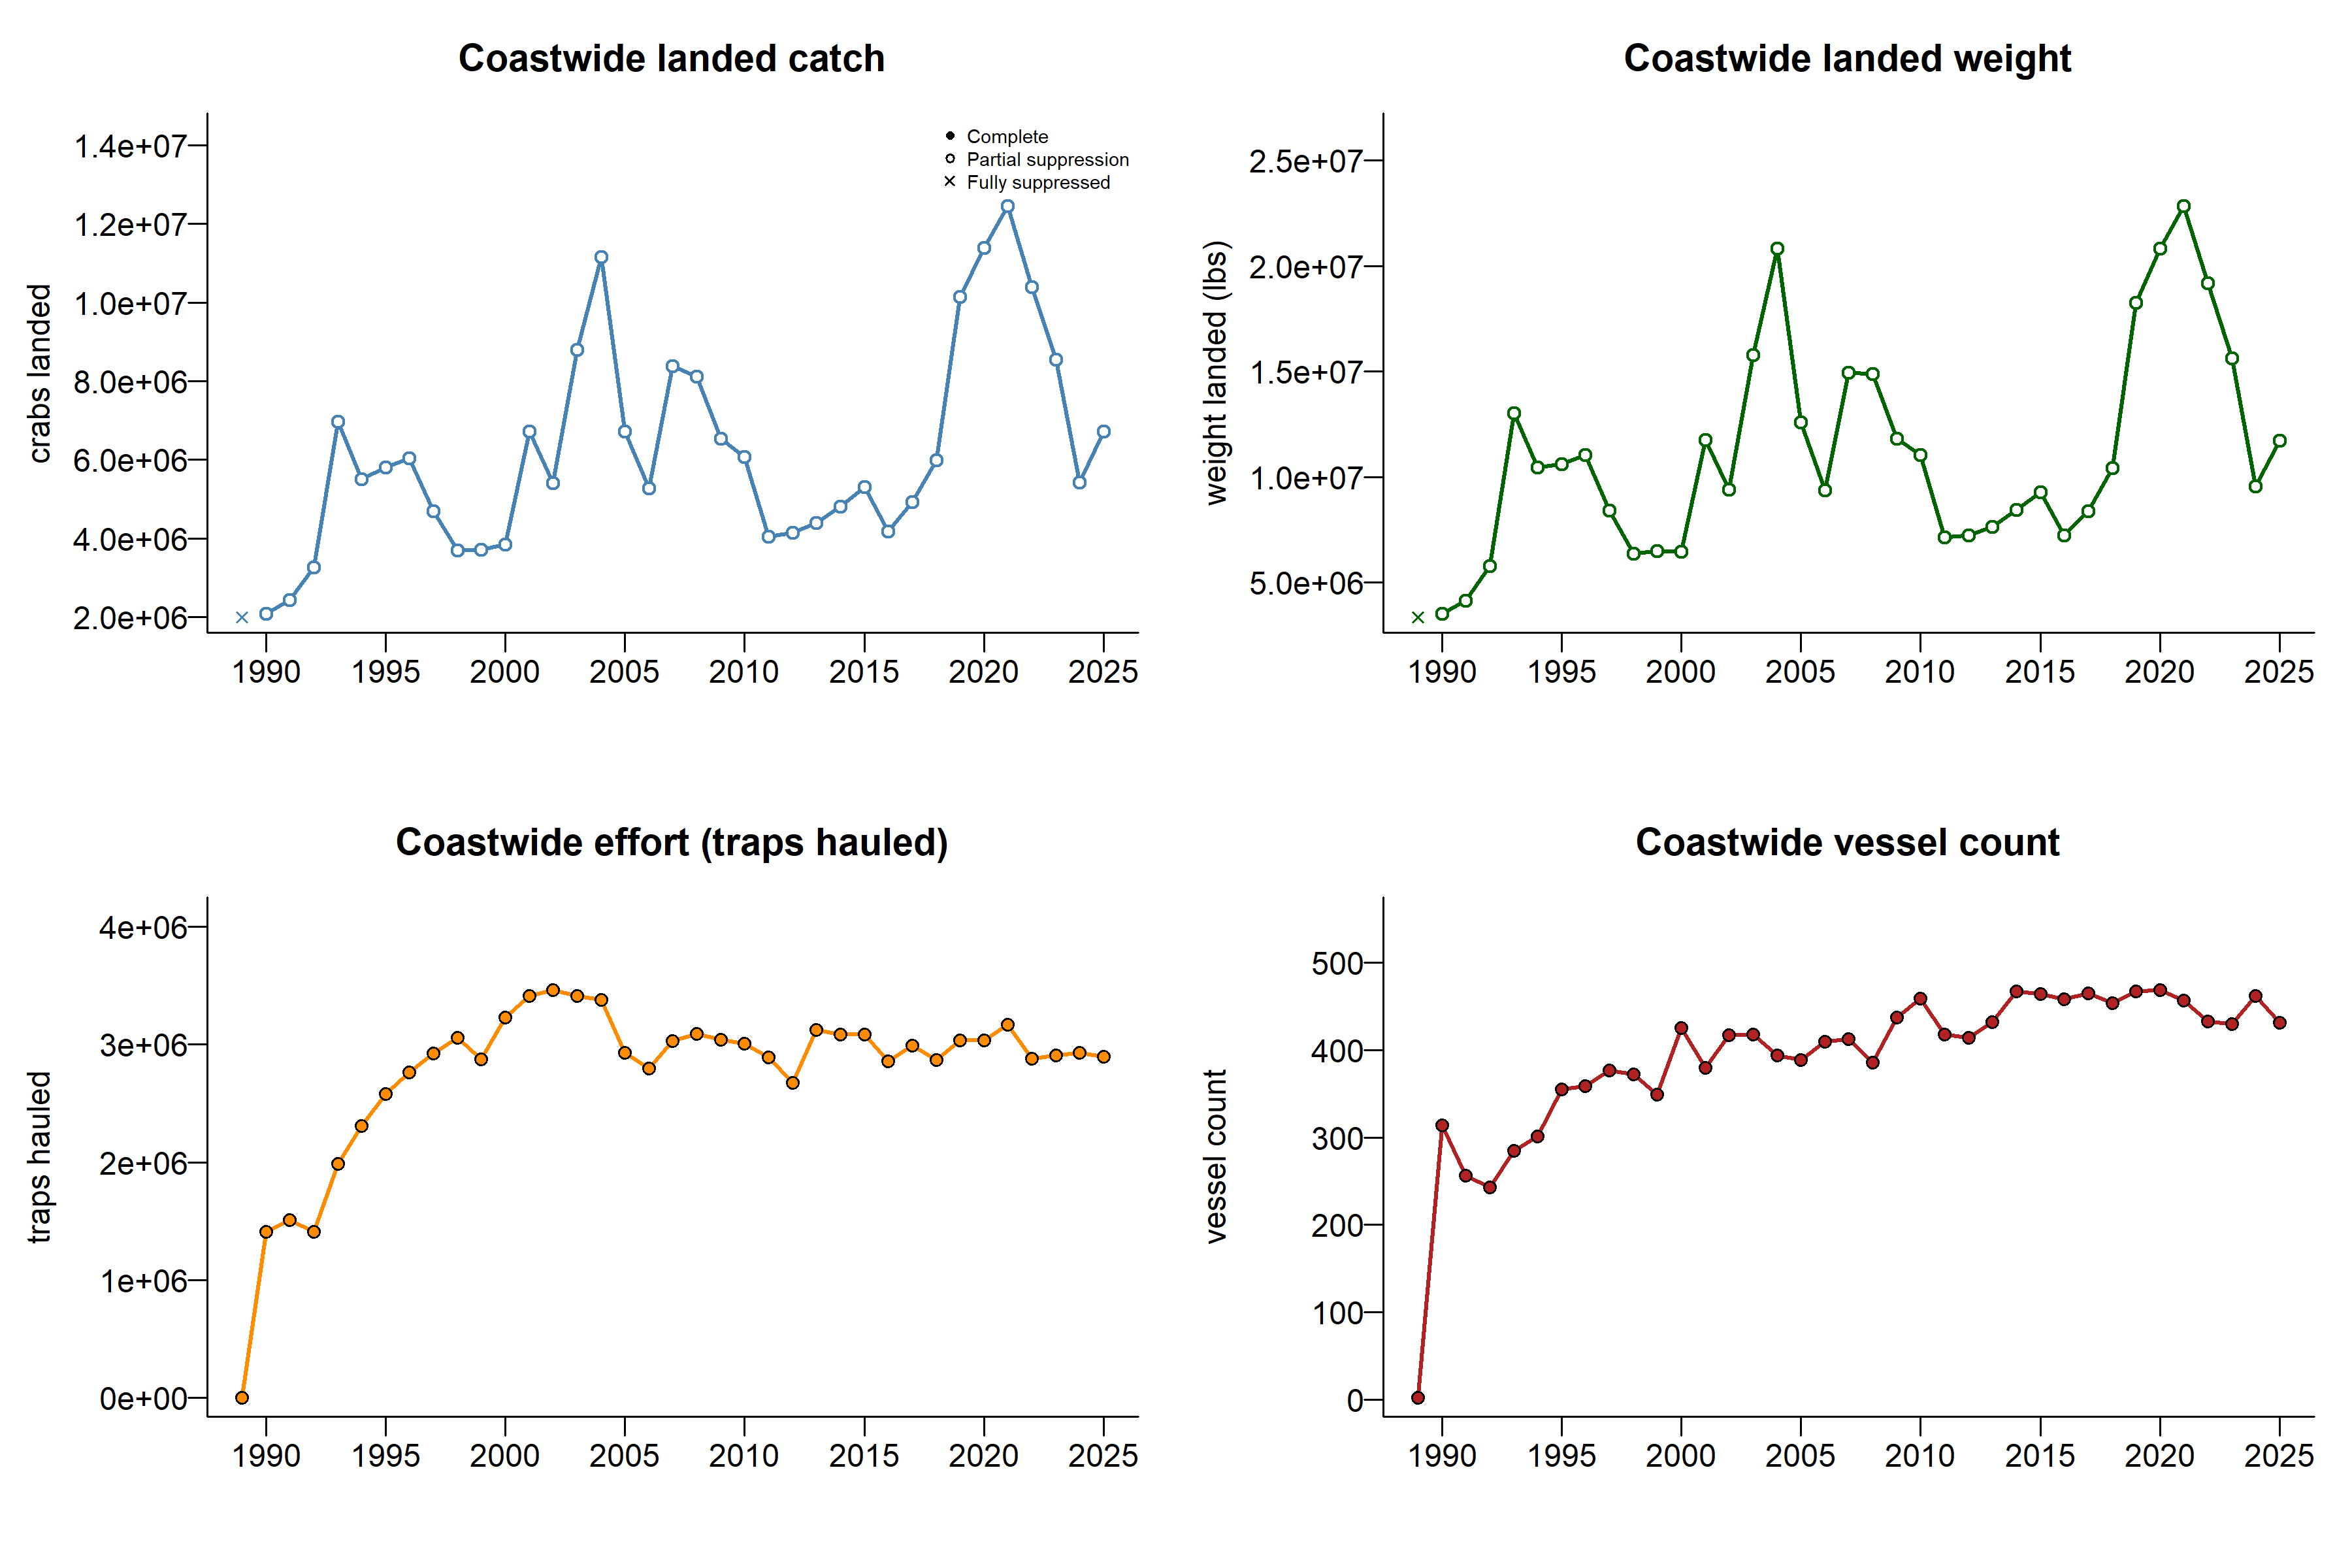 Coastwide landed catch
crabs landed
1.4e+07
1.2e+07
1.0e+07
8.0e+06
6.0e+06
4.0e+06
2.0e+06
Complete
Partial suppression
Fully suppressed
1990 1995 2000 2005 2010 2015 2020 2025
Coastwide landed weight
weight landed (lbs)
2.5e+07
2.0e+07
1.5e+07
1.0e+07
5.0e+06
1990 1995 2000 2005 2010 2015 2020 2025
Coastwide effort (traps hauled)
traps hauled
4e+06
3e+06
2e+06
1e+06
0e+00
1990 1995 2000 2005 2010 2015 2020 2025
Coastwide vessel count
vessel count
500
400
300
200
100
0
1990 1995 2000 2005 2010 2015 2020 2025